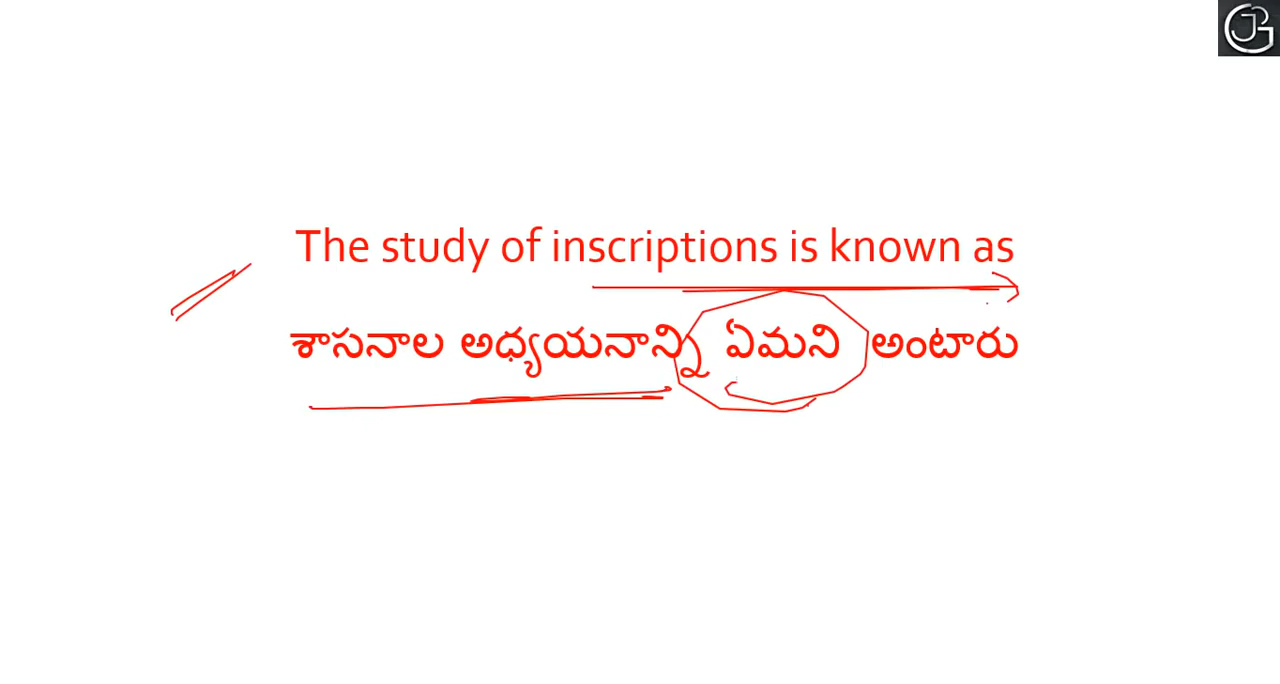 The study of inscriptions is known as
శాసనాల అధ్యయనాన్ని ఏమని అంటారు